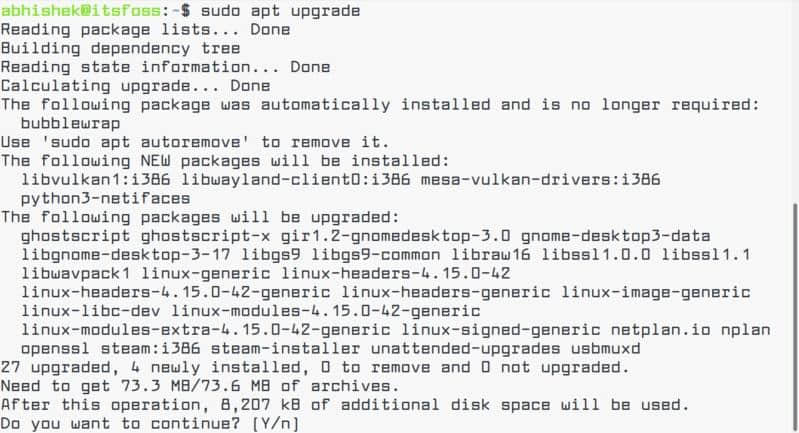 abhishek@itsfoss:~$ sudo apt upgrade
Reading package lists... Done
Building dependency tree
Reading state information... Done
Calculating upgrade... Done
The following package was automatically installed and is no longer required:
  bubblewrap
Use 'sudo apt autoremove' to remove it.
The following NEW packages will be installed:
  libvulkan1:i386 libwayland-client0:i386 mesa-vulkan-drivers:i386
  python3-netifaces
The following packages will be upgraded:
  ghostscript ghostscript-x gir1.2-gnomedesktop-3.0 gnome-desktop3-data
  libgnome-desktop-3-17 libgs9 libgs9-common libraw16 libssl1.0.0 libssl1.1
  libwavpack1 linux-generic linux-headers-4.15.0-42
  linux-headers-4.15.0-42-generic linux-headers-generic linux-image-generic
  linux-libc-dev linux-modules-4.15.0-42-generic
  linux-modules-extra-4.15.0-42-generic linux-signed-generic netplan.io nplan
  openssl steam:i386 steam-installer unattended-upgrades usbmuxd
27 upgraded, 4 newly installed, 0 to remove and 0 not upgraded.
Need to get 73.3 MB/73.6 MB of archives.
After this operation, 8,207 kB of additional disk space will be used.
Do you want to continue? [Y/n]